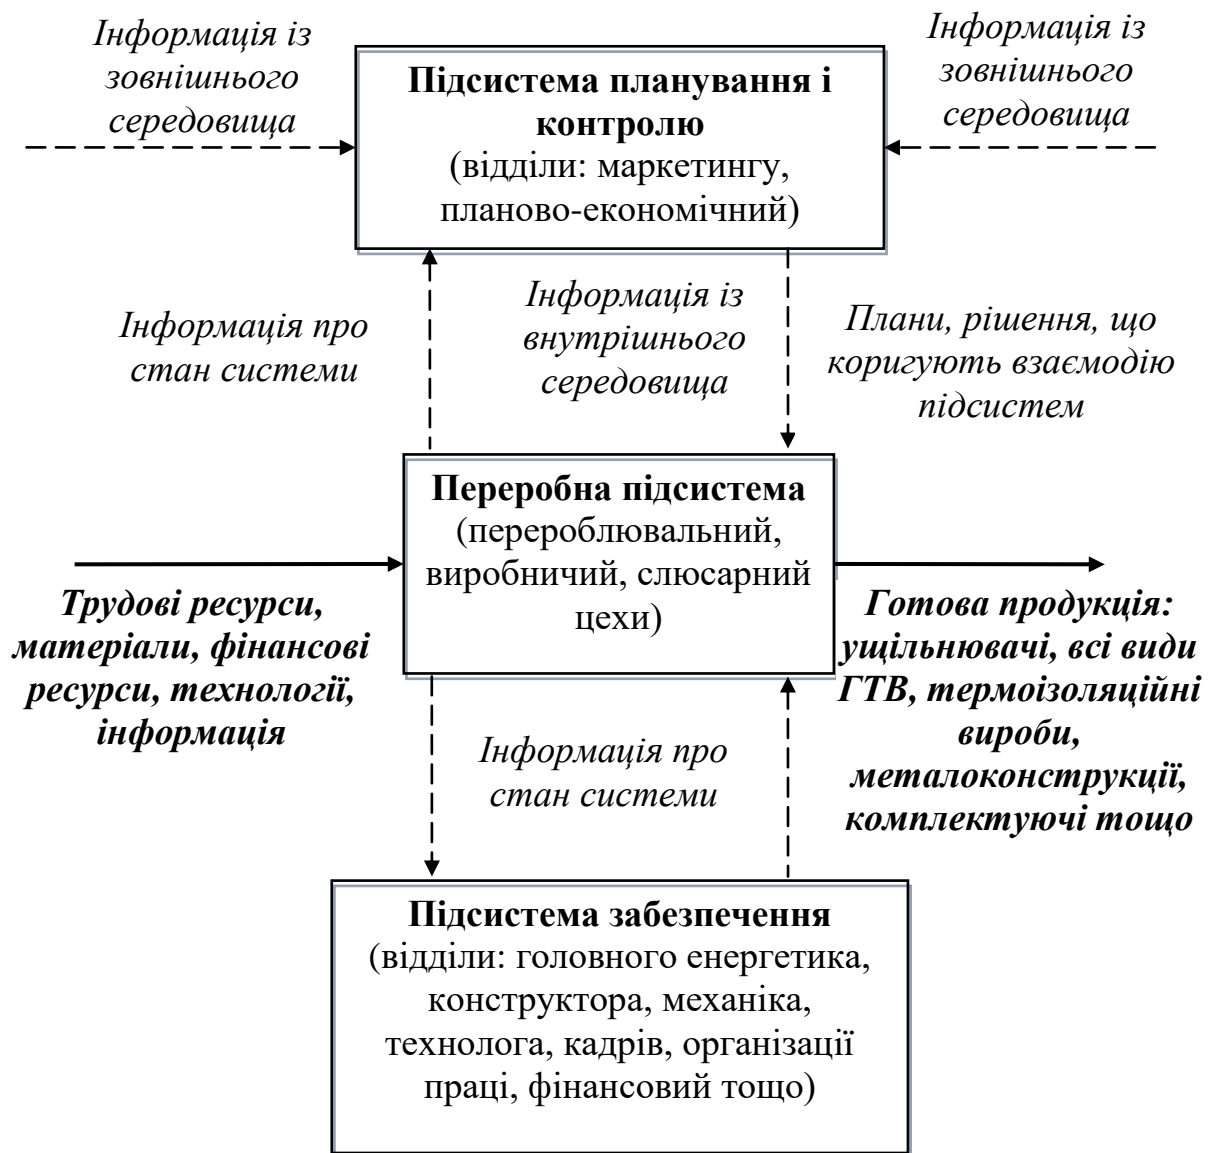 Інформація із
зовнішнього
середовища
Підсистема планування і
контролю
(відділи: маркетингу,
планово-економічний)
Інформація із
зовнішнього
середовища
Інформація про
стан системи
Інформація із
внутрішнього
середовища
Плани, рішення, що
коригують взаємодію
підсистем
Переробна підсистема
(перероблювальний,
виробничий, слюсарний
цехи)
Трудові ресурси,
матеріали, фінансові
ресурси, технології,
інформація
Готова продукція:
ущільнювачі, всі види
ГТВ, термоізоляційні
вироби,
металоконструкції,
комплектуючі тощо
Інформація про
стан системи
Підсистема забезпечення
(відділи: головного енергетика,
конструктора, механіка,
технолога, кадрів, організації
праці, фінансовий тощо)